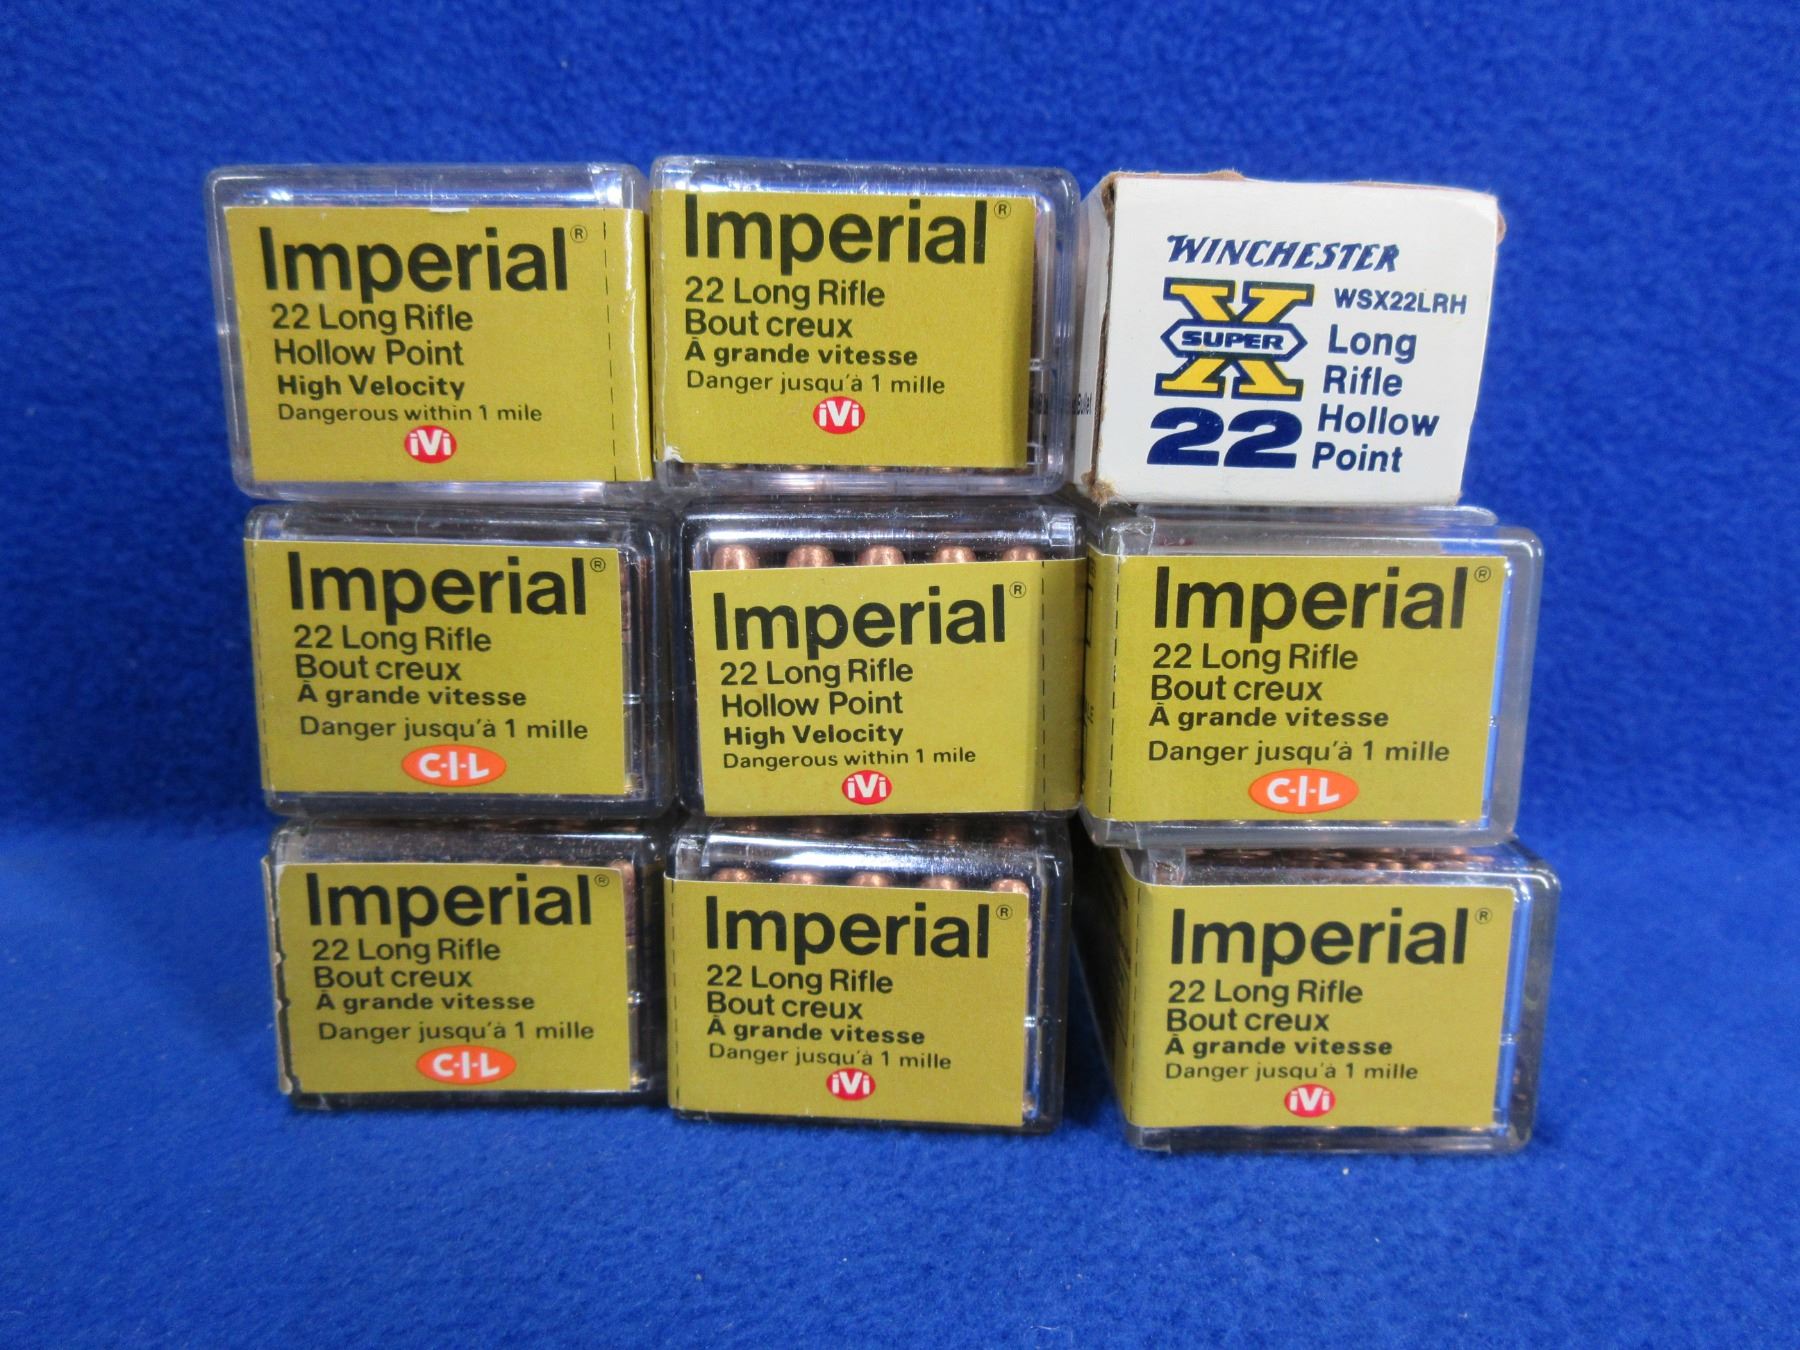 Imperial®
22 Long Rifle
Hollow Point
High Velocity
Dangerous within 1 mile
iVi
Imperial®
22 Long Rifle
Bout creux
À grande vitesse
Danger jusqu'à 1 mille
iVi
WINCHESTER
SUPER X
22
WSX22LRH
Long
Rifle
Hollow
Point
Imperial®
22 Long Rifle
Bout creux
À grande vitesse
Danger jusqu'à 1 mille
C-I-L
Imperial®
22 Long Rifle
Hollow Point
High Velocity
Dangerous within 1 mile
iVi
Imperial®
22 Long Rifle
Bout creux
À grande vitesse
Danger jusqu'à 1 mille
C-I-L
Imperial®
22 Long Rifle
Bout creux
À grande vitesse
Danger jusqu'à 1 mille
C-I-L
Imperial®
22 Long Rifle
Bout creux
À grande vitesse
Danger jusqu'à 1 mille
iVi
Imperial®
22 Long Rifle
Bout creux
À grande vitesse
Danger jusqu'à 1 mille
iVi